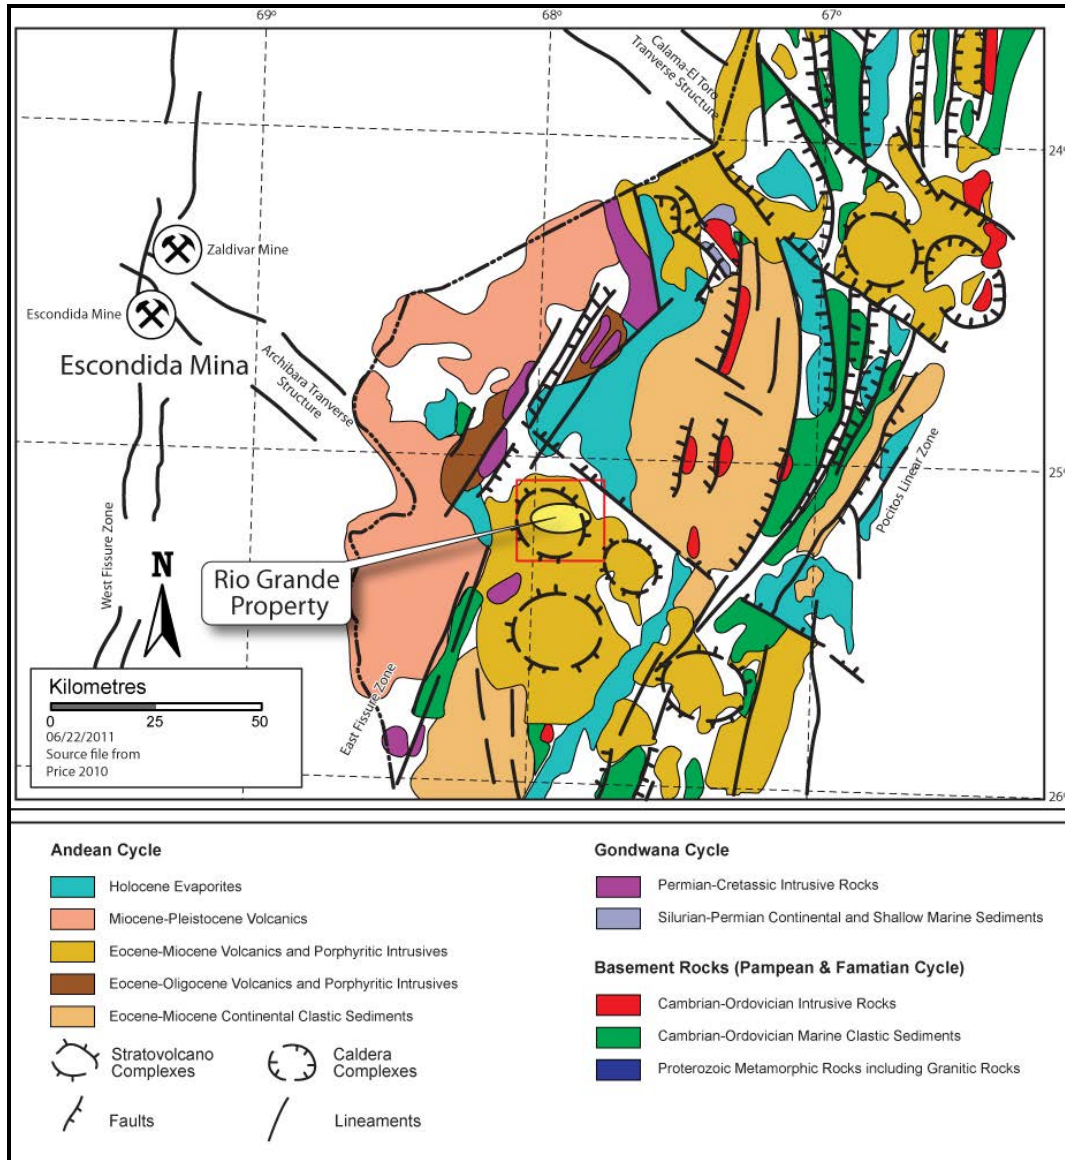 69º
68º
67º
Calama-El Toro
Tranverse Structure
24º
Zaldivar Mine
Escondida Mine
Escondida Mina
Archibara Tranverse
Structure
25º
Pocitos Linear Zone
West Fissure Zone
N
Rio Grande
Property
East Fissure Zone
Kilometres
0 25 50
06/22/2011
Source file from
Price 2010
26º
Andean Cycle
Holocene Evaporites
Miocene-Pleistocene Volcanics
Eocene-Miocene Volcanics and Porphyritic Intrusives
Eocene-Oligocene Volcanics and Porphyritic Intrusives
Eocene-Miocene Continental Clastic Sediments
Stratovolcano
Complexes
Caldera
Complexes
Faults
Lineaments
Gondwana Cycle
Permian-Cretassic Intrusive Rocks
Silurian-Permian Continental and Shallow Marine Sediments
Basement Rocks (Pampean & Famatian Cycle)
Cambrian-Ordovician Intrusive Rocks
Cambrian-Ordovician Marine Clastic Sediments
Proterozoic Metamorphic Rocks including Granitic Rocks